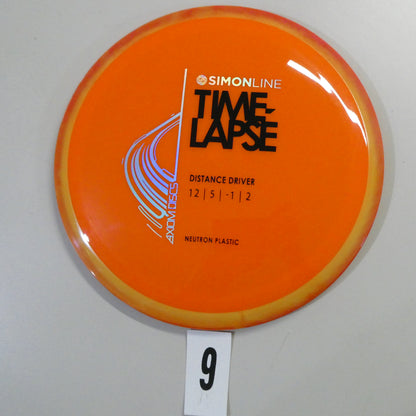 SIMONLINE
TIME-
LAPSE
DISTANCE DRIVER
12 | 5 | -1 | 2
AXIOM DISCS
NEUTRON PLASTIC
9